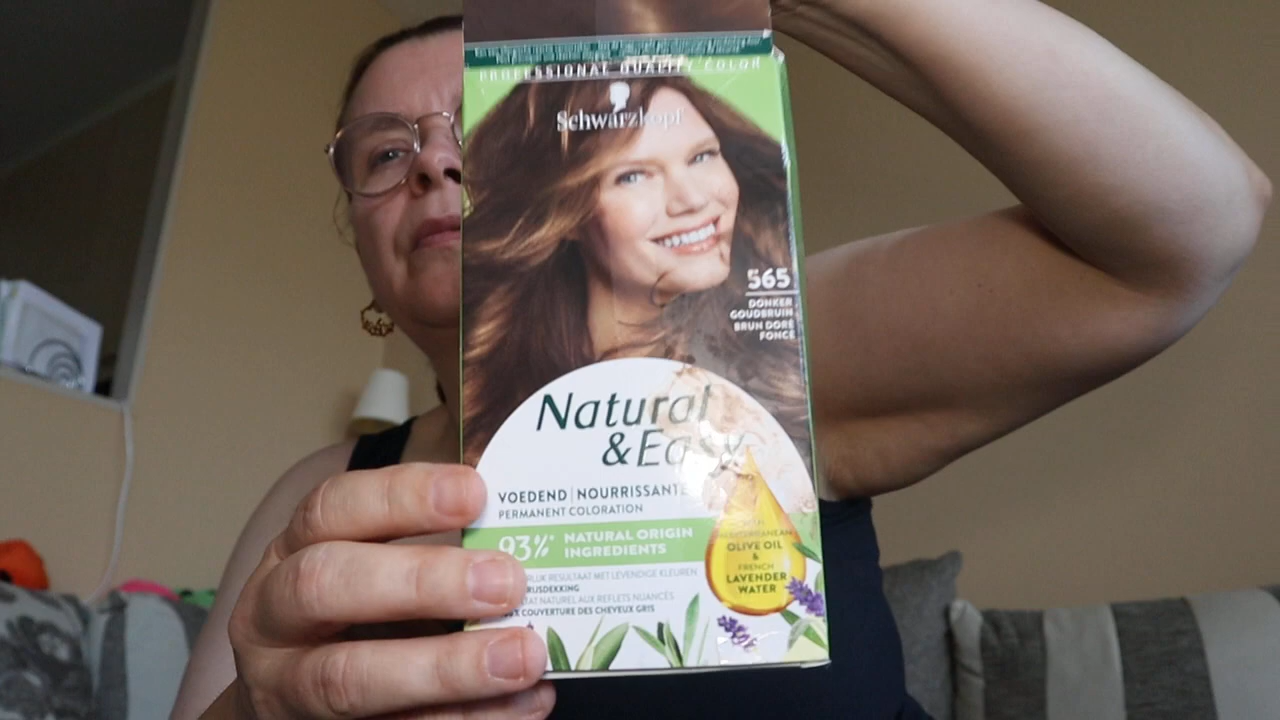 PROFESSIONAL QUALITY COLOR
Schwarzkopf
565
DONKER
GOUDBRUIN
BRUN DORÉ
FONCÉ
Natural
&Easy
VOEDEND | NOURRISSANTE
PERMANENT COLORATION
93%* NATURAL ORIGIN
INGREDIENTS
MEDITERRANEAN
OLIVE OIL
&
FRENCH
LAVENDER
WATER
RESULTAAT MET LEVENDIGE KLEUREN
NATUREL AUX REFLETS NUANCÉS
COUVERTURE DES CHEVEUX GRIS